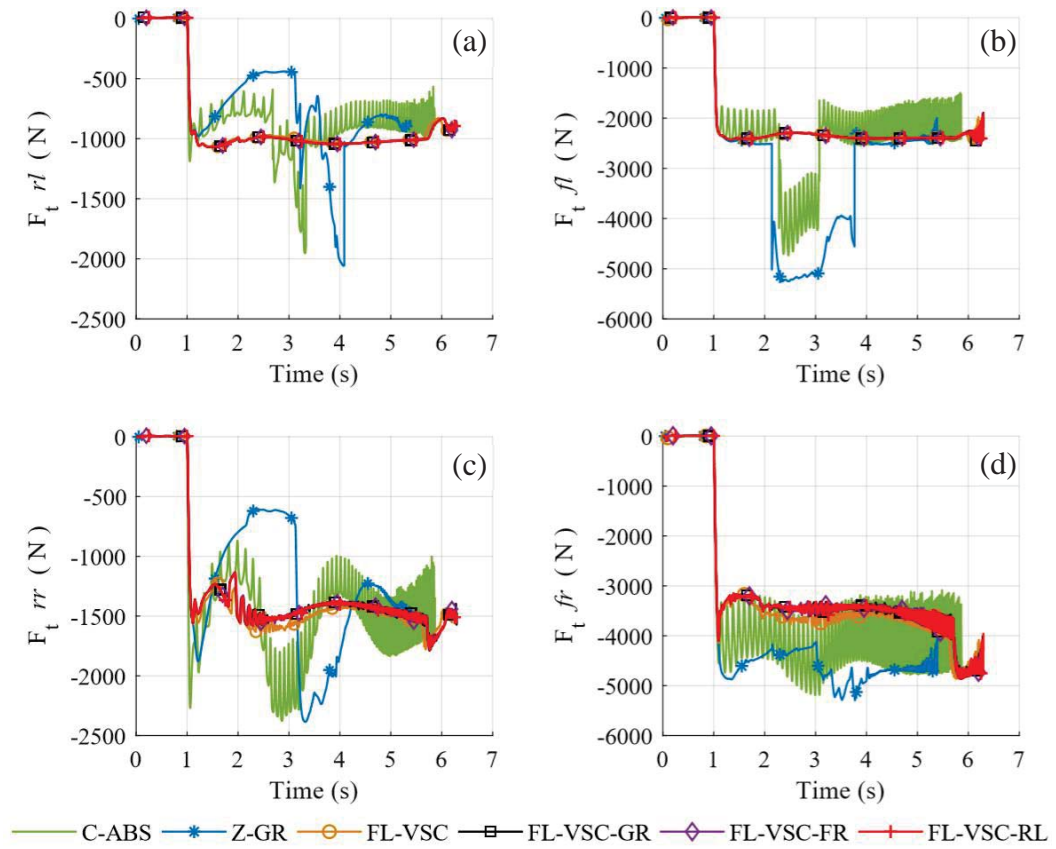 (a)
0
-500
-1000
-1500
-2000
-2500
F_t rl (N)
0 1 2 3 4 5 6 7
Time (s)
(b)
0
-1000
-2000
-3000
-4000
-5000
-6000
F_t fl (N)
0 1 2 3 4 5 6 7
Time (s)
(c)
0
-500
-1000
-1500
-2000
-2500
F_t rr (N)
0 1 2 3 4 5 6 7
Time (s)
(d)
0
-1000
-2000
-3000
-4000
-5000
-6000
F_t fr (N)
0 1 2 3 4 5 6 7
Time (s)
C-ABS Z-GR FL-VSC FL-VSC-GR FL-VSC-FR FL-VSC-RL